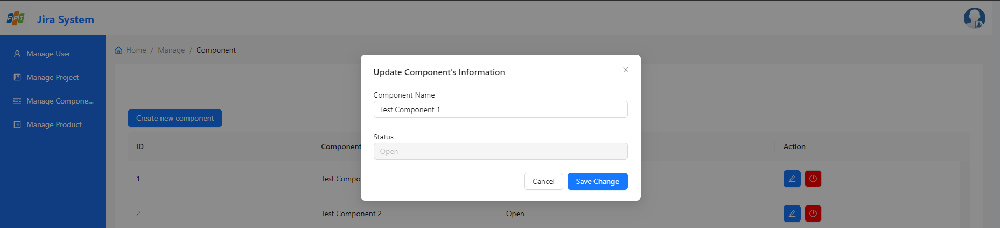 FPT Jira System
Manage User
Manage Project
Manage Compone...
Manage Product
Home / Manage / Component
Create new component
ID Component Action
1 Test Compo
2 Test Component 2 Open
Update Component's Information
Component Name
Test Component 1
Status
Open
Cancel Save Change